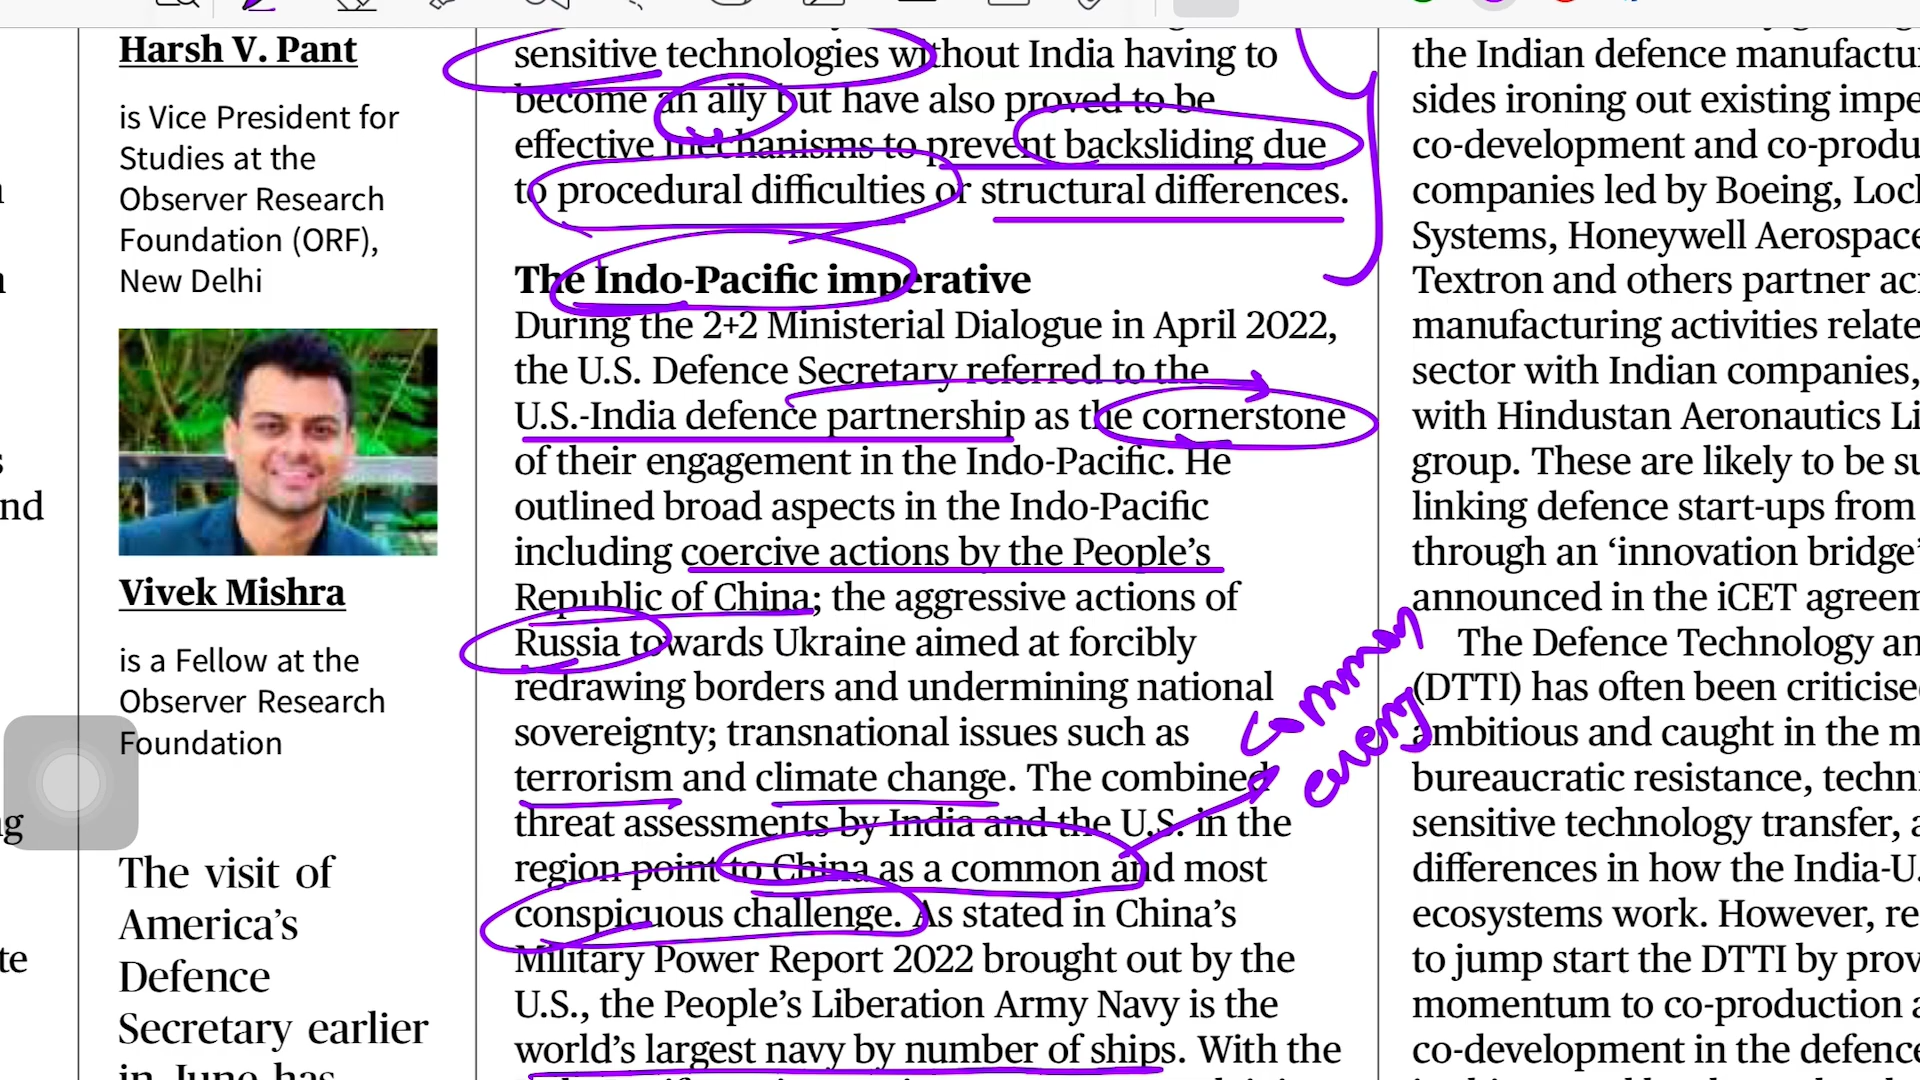 nd
s
ng
te
Harsh V. Pant
is Vice President for
Studies at the
Observer Research
Foundation (ORF),
New Delhi
Vivek Mishra
is a Fellow at the
Observer Research
Foundation
The visit of
America’s
Defence
Secretary earlier
in June has
sensitive technologies without India having to
become an ally but have also proved to be
effective mechanisms to prevent backsliding due
to procedural difficulties or structural differences.
The Indo-Pacific imperative
During the 2+2 Ministerial Dialogue in April 2022,
the U.S. Defence Secretary referred to the
U.S.-India defence partnership as the cornerstone
of their engagement in the Indo-Pacific. He
outlined broad aspects in the Indo-Pacific
including coercive actions by the People’s
Republic of China; the aggressive actions of
Russia towards Ukraine aimed at forcibly
redrawing borders and undermining national
sovereignty; transnational issues such as
terrorism and climate change. The combined
threat assessments by India and the U.S. in the
region point to China as a common and most
conspicuous challenge. As stated in China’s
Military Power Report 2022 brought out by the
U.S., the People’s Liberation Army Navy is the
world’s largest navy by number of ships. With the
common
enemy
the Indian defence manufactu
sides ironing out existing impe
co-development and co-produ
companies led by Boeing, Loc
Systems, Honeywell Aerospace
Textron and others partner ac
manufacturing activities relate
sector with Indian companies,
with Hindustan Aeronautics Li
group. These are likely to be su
linking defence start-ups from
through an ‘innovation bridge’
announced in the iCET agreem
The Defence Technology an
(DTTI) has often been criticise
ambitious and caught in the m
bureaucratic resistance, techn
sensitive technology transfer, a
differences in how the India-U.
ecosystems work. However, re
to jump start the DTTI by prov
momentum to co-production a
co-development in the defenc